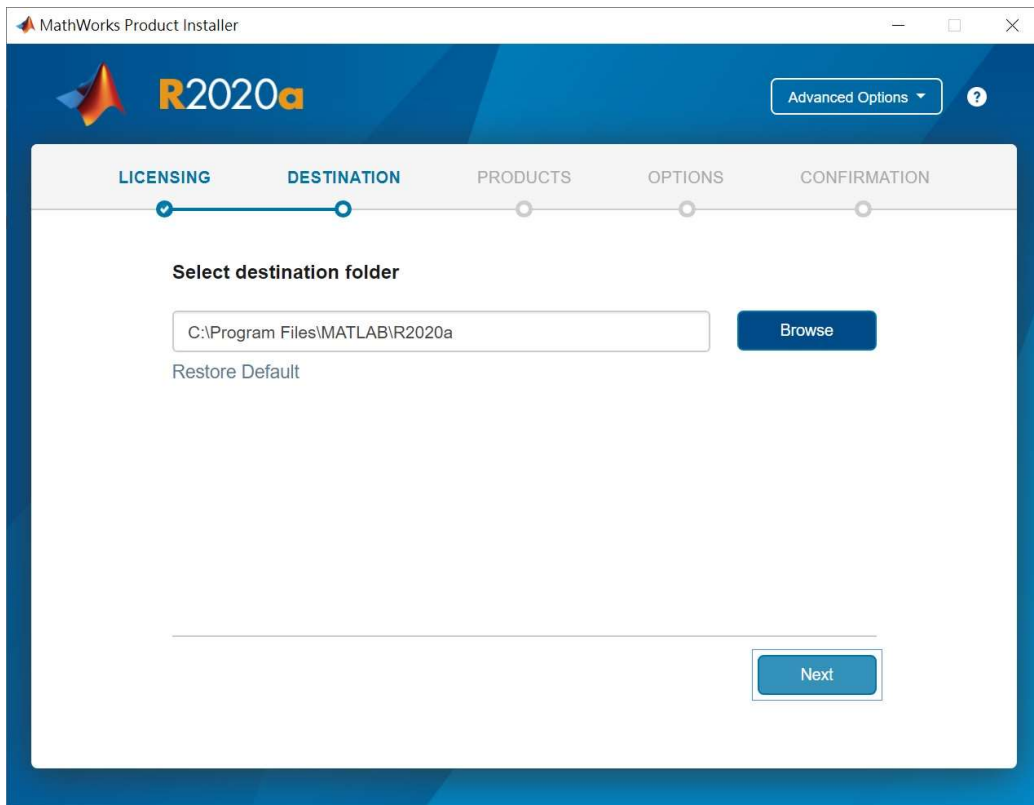 MathWorks Product Installer
R2020a
Advanced Options
?
LICENSING DESTINATION PRODUCTS OPTIONS CONFIRMATION
Select destination folder
C:\Program Files\MATLAB\R2020a
Browse
Restore Default
Next